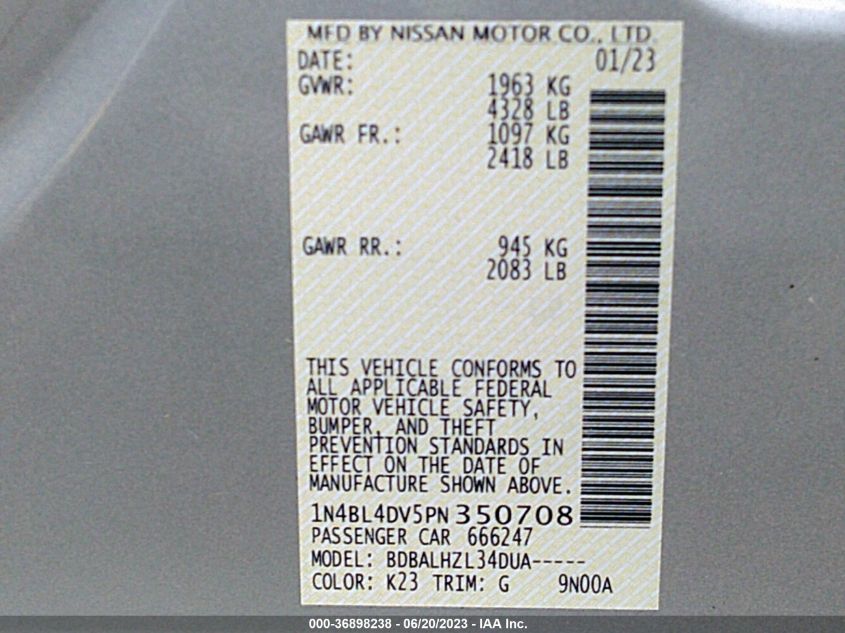 MFD BY NISSAN MOTOR CO., LTD.
DATE: 01/23
GVWR: 1963 KG
4328 LB
GAWR FR.: 1097 KG
2418 LB
GAWR RR.: 945 KG
2083 LB
THIS VEHICLE CONFORMS TO
ALL APPLICABLE FEDERAL
MOTOR VEHICLE SAFETY,
BUMPER, AND THEFT
PREVENTION STANDARDS IN
EFFECT ON THE DATE OF
MANUFACTURE SHOWN ABOVE.
1N4BL4DV5PN350708
PASSENGER CAR 666247
MODEL: BDBALHZL34DUA-----
COLOR: K23 TRIM: G 9N00A
000-36898238 - 06/20/2023 - IAA Inc.